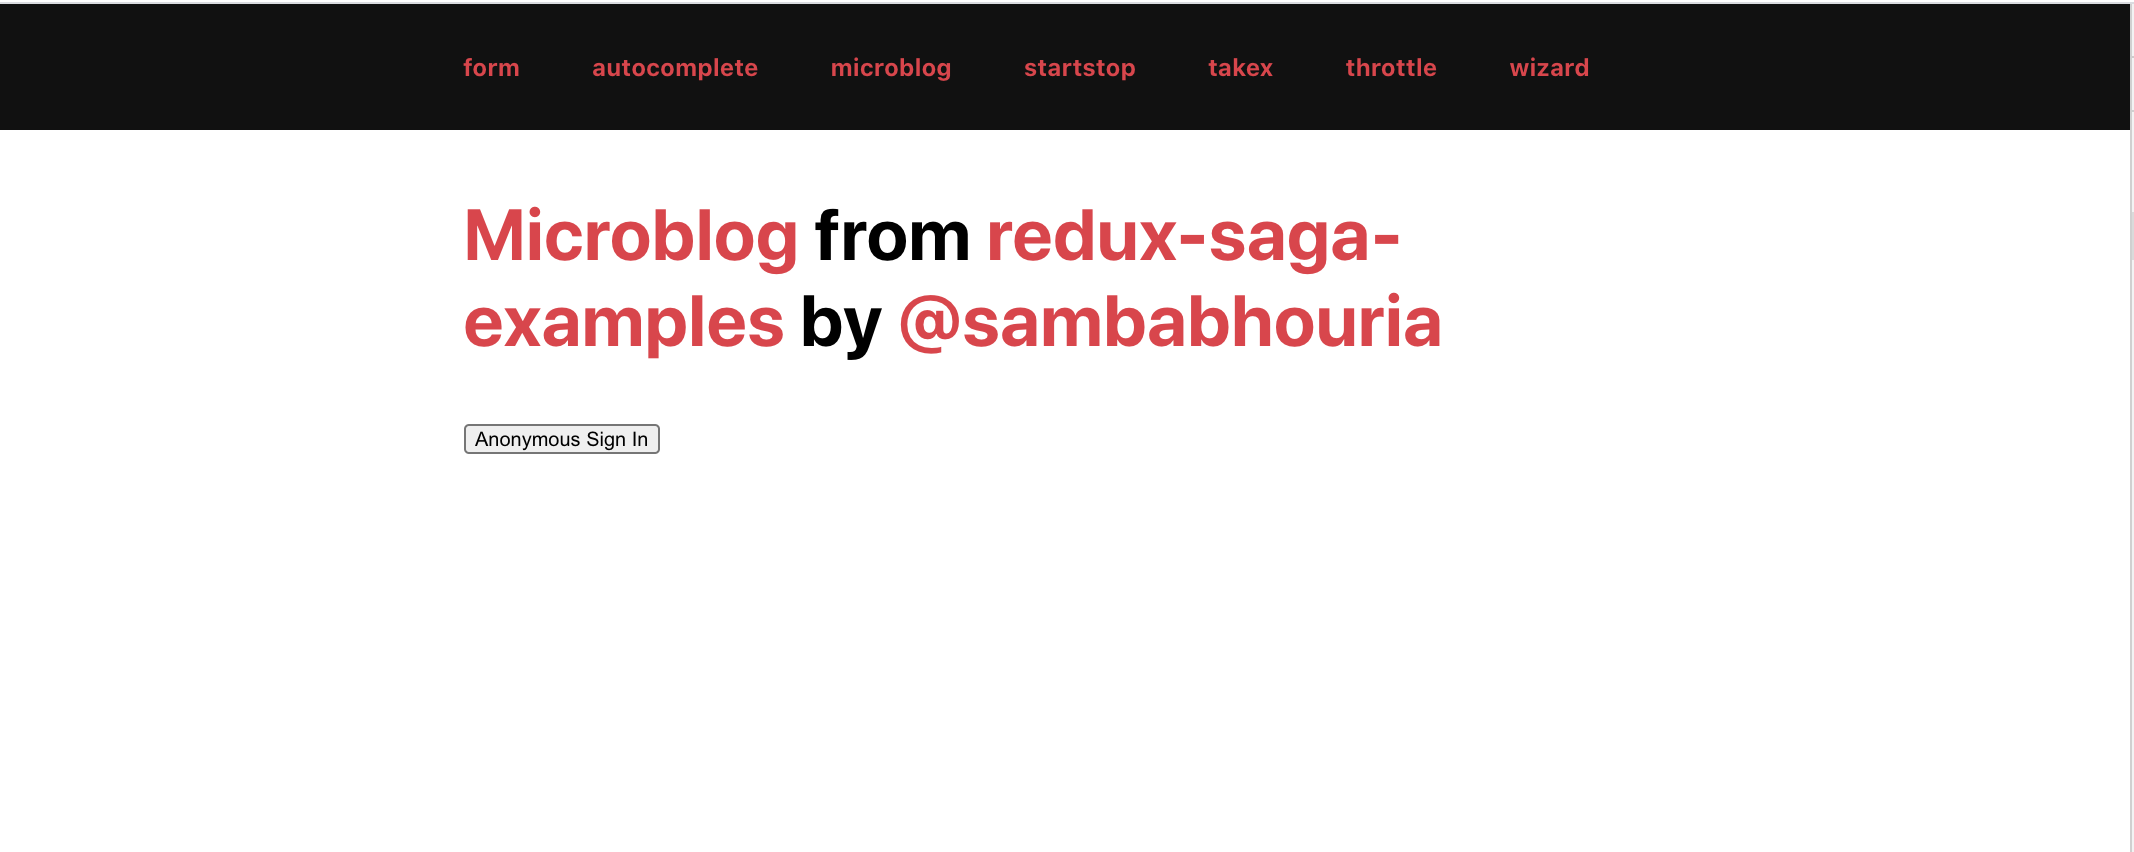 form autocomplete microblog startstop takex throttle wizard
Microblog from redux-saga-
examples by @sambabhouria
Anonymous Sign In